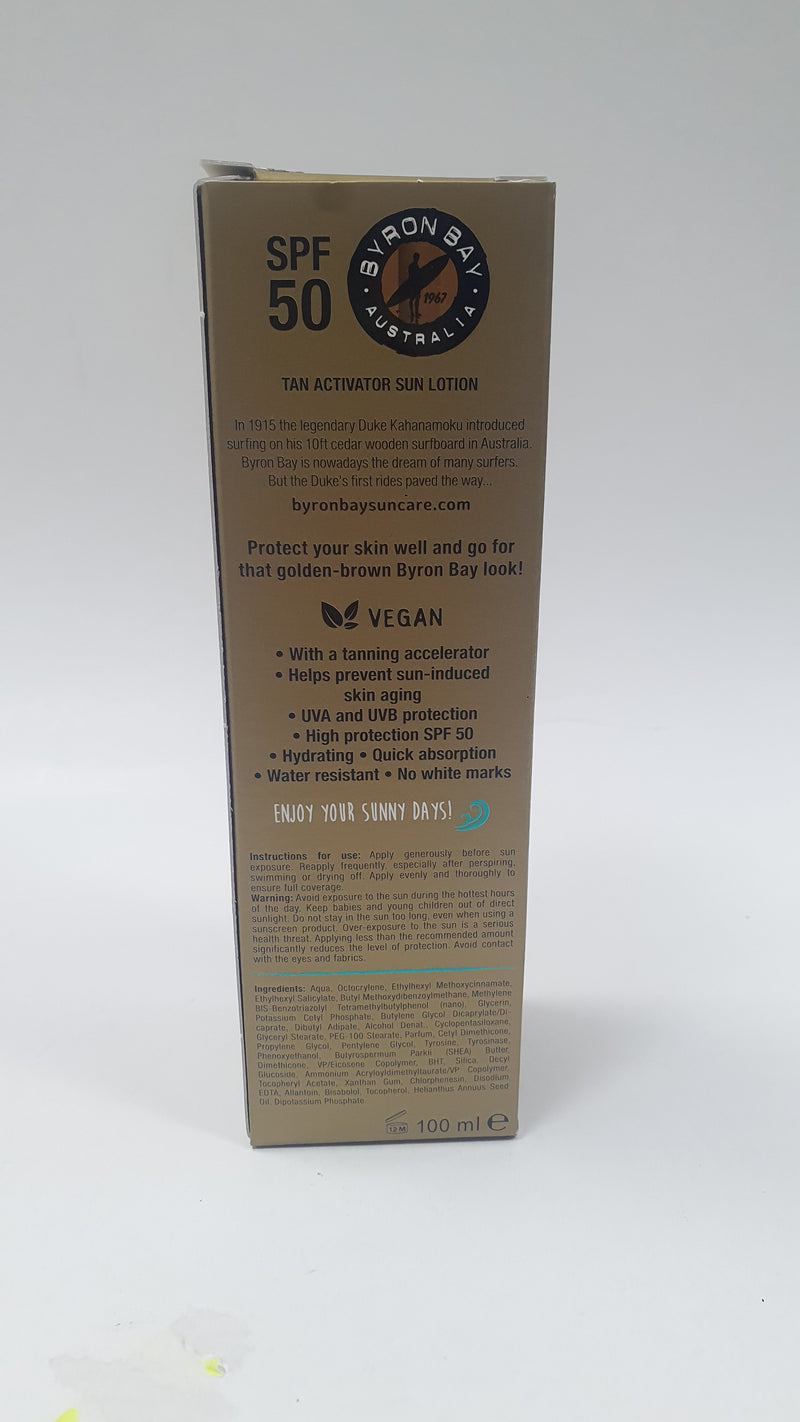 SPF
50
BYRON BAY
1967
AUSTRALIA
TAN ACTIVATOR SUN LOTION
In 1915 the legendary Duke Kahanamoku introduced
surfing on his 10ft cedar wooden surfboard in Australia.
Byron Bay is nowadays the dream of many surfers.
But the Duke's first rides paved the way...
byronbaysuncare.com
Protect your skin well and go for
that golden-brown Byron Bay look!
VEGAN
• With a tanning accelerator
• Helps prevent sun-induced
skin aging
• UVA and UVB protection
• High protection SPF 50
• Hydrating • Quick absorption
• Water resistant • No white marks
ENJOY YOUR SUNNY DAYS!
Instructions for use: Apply generously before sun
exposure. Reapply frequently, especially after perspiring,
swimming or drying off. Apply evenly and thoroughly to
ensure full coverage.
Warning: Avoid exposure to the sun during the hottest hours
of the day. Keep babies and young children out of direct
sunlight. Do not stay in the sun too long, even when using a
sunscreen product. Over-exposure to the sun is a serious
health threat. Applying less than the recommended amount
significantly reduces the level of protection. Avoid contact
with the eyes and fabrics.
Ingredients: Aqua, Octocrylene, Ethylhexyl Methoxycinnamate,
Ethylhexyl Salicylate, Butyl Methoxydibenzoylmethane, Methylene
BIS-Benzotriazolyl Tetramethylbutylphenol (nano), Glycerin,
Potassium Cetyl Phosphate, Butylene Glycol Dicaprylate/Di-
caprate, Dibutyl Adipate, Alcohol Denat., Cyclopentasiloxane,
Glyceryl Stearate, PEG-100 Stearate, Parfum, Cetyl Dimethicone,
Propylene Glycol, Pentylene Glycol, Tyrosine, Tyrosinase,
Phenoxyethanol, Butyrospermum Parkii (SHEA) Butter,
Dimethicone, VP/Eicosene Copolymer, BHT, Silica, Decyl
Glucoside, Ammonium Acryloyldimethyltaurate/VP Copolymer,
Tocopheryl Acetate, Xanthan Gum, Chlorphenesin, Disodium
EDTA, Allantoin, Bisabolol, Tocopherol, Helianthus Annuus Seed
Oil, Dipotassium Phosphate
12M 100 ml e